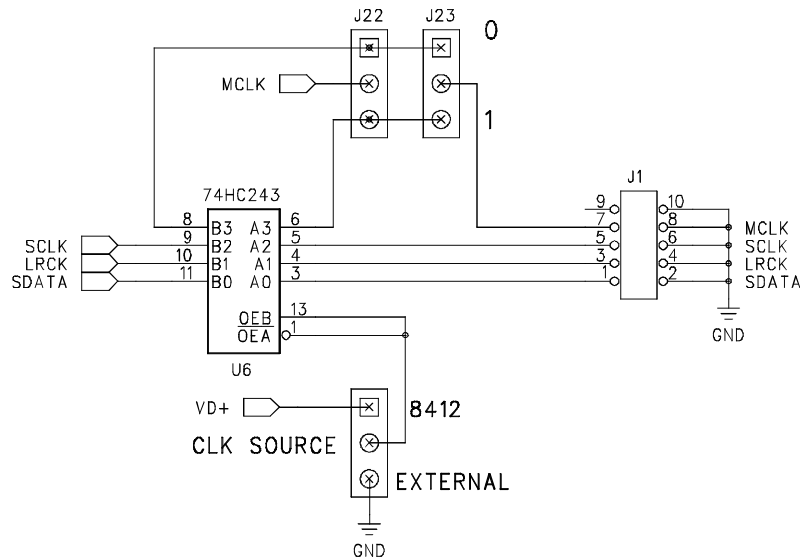 J22 J23
0
MCLK
1
J1
74HC243
9 10
8 B3 A3 6 7 8 MCLK
SCLK 9 B2 A2 5 5 6 SCLK
LRCK 10 B1 A1 4 3 4 LRCK
SDATA 11 B0 A0 3 1 2 SDATA
OEB 13
OEA 1
GND
U6
VD+ 8412
CLK SOURCE
EXTERNAL
GND